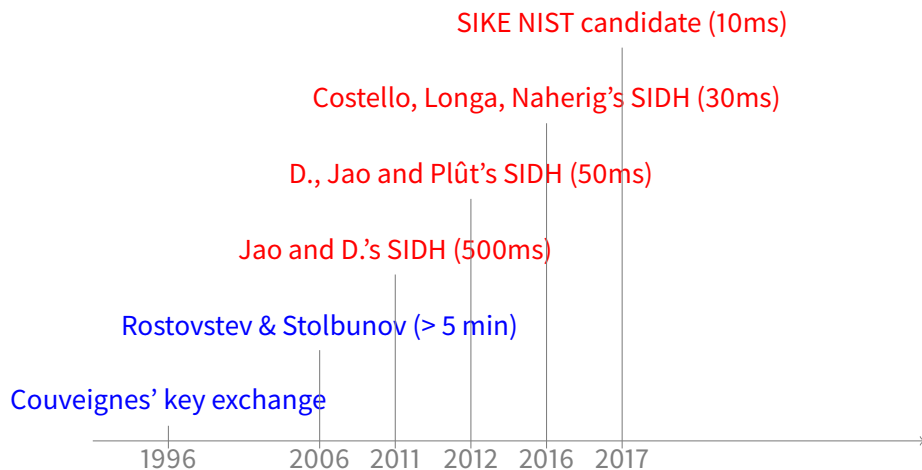 SIKE NIST candidate (10ms)
Costello, Longa, Naherig's SIDH (30ms)
D., Jao and Plût's SIDH (50ms)
Jao and D.'s SIDH (500ms)
Rostovstev & Stolbunov (> 5 min)
Couveignes' key exchange
1996 2006 2011 2012 2016 2017